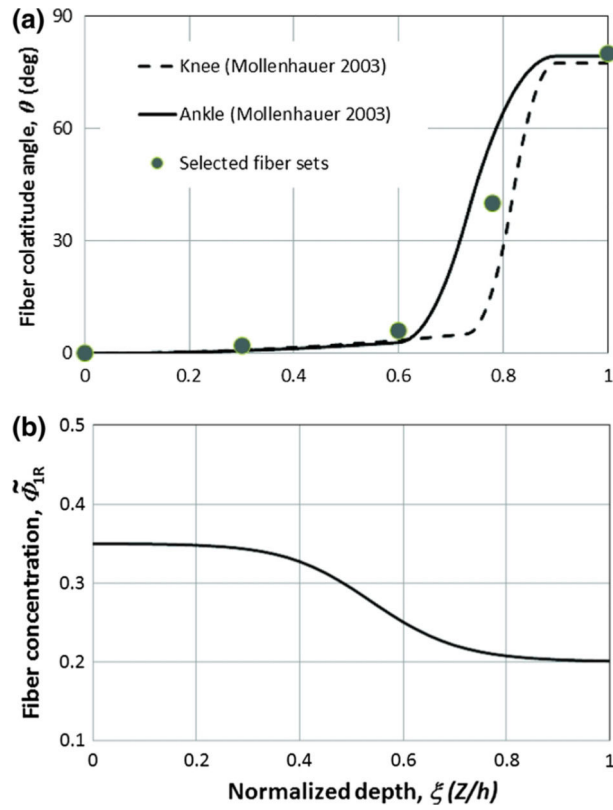 (a)
90
60
30
0
Fiber colatitude angle, θ (deg)
Knee (Mollenhauer 2003)
Ankle (Mollenhauer 2003)
Selected fiber sets
0 0.2 0.4 0.6 0.8 1
(b)
0.5
0.4
0.3
0.2
0.1
Fiber concentration, Φ̃1R
0 0.2 0.4 0.6 0.8 1
Normalized depth, ξ (Z/h)